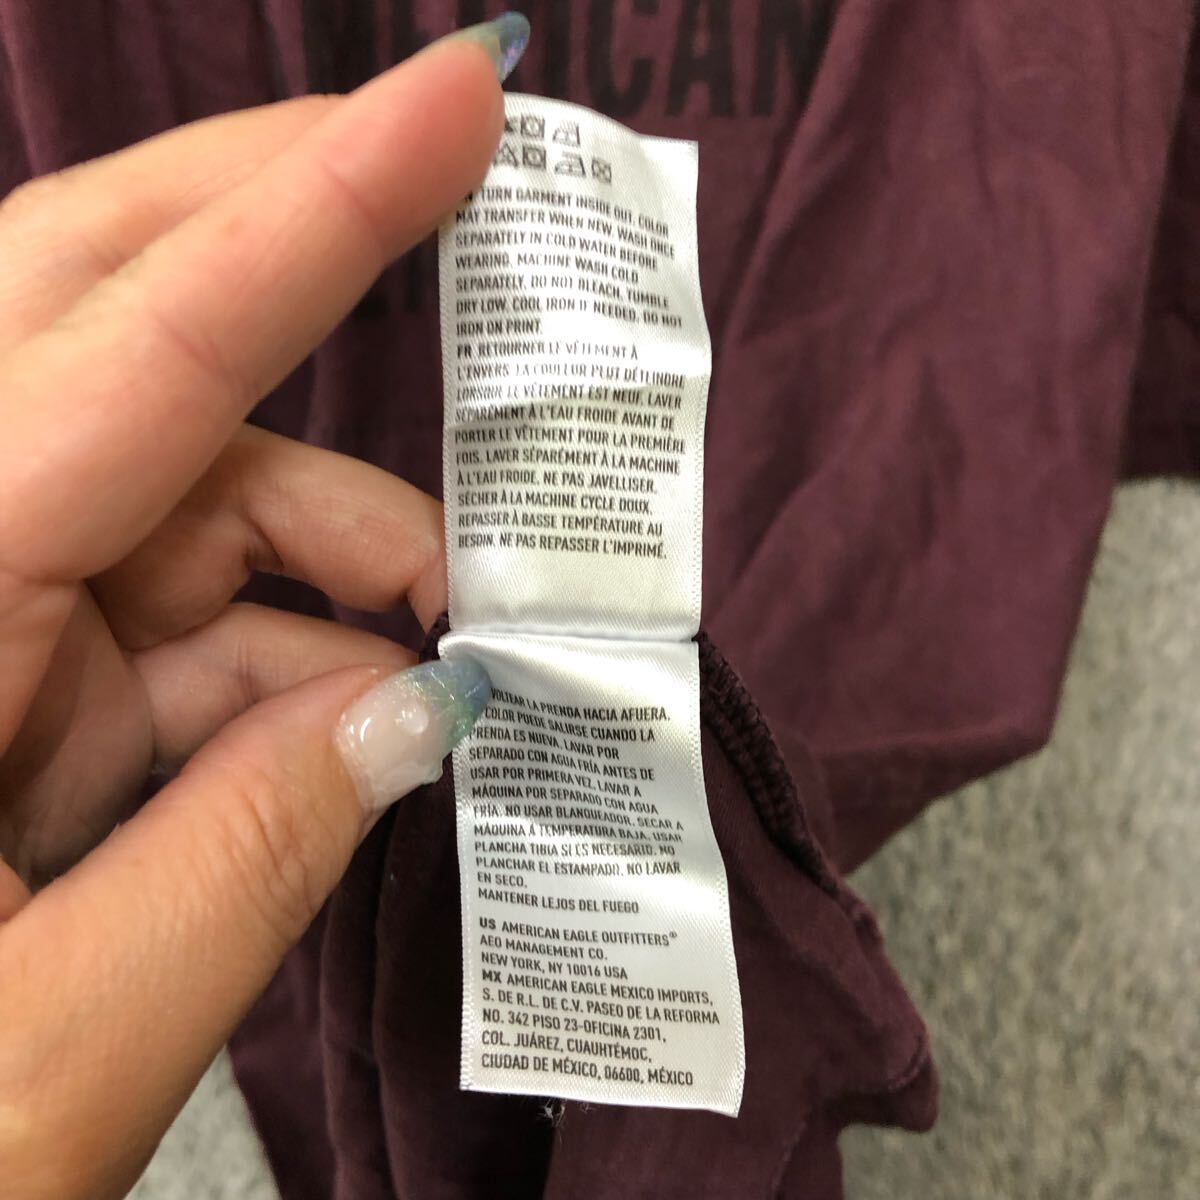 ERICAN
TURN GARMENT INSIDE OUT. COLOR
MAY TRANSFER WHEN NEW. WASH ONCE
SEPARATELY IN COLD WATER BEFORE
WEARING. MACHINE WASH COLD
SEPARATELY. DO NOT BLEACH. TUMBLE
DRY LOW. COOL IRON IF NEEDED. DO NOT
IRON ON PRINT.
FR RETOURNER LE VÊTEMENT À
L'ENVERS. LA COULEUR PEUT DÉTEINDRE
LORSQUE LE VÊTEMENT EST NEUF. LAVER
SÉPARÉMENT À L'EAU FROIDE AVANT DE
PORTER LE VÊTEMENT POUR LA PREMIÈRE
FOIS. LAVER SÉPARÉMENT À LA MACHINE
À L'EAU FROIDE. NE PAS JAVELLISER.
SÉCHER À LA MACHINE CYCLE DOUX.
REPASSER À BASSE TEMPÉRATURE AU
BESOIN. NE PAS REPASSER L'IMPRIMÉ.
VOLTEAR LA PRENDA HACIA AFUERA.
COLOR PUEDE SALIRSE CUANDO LA
PRENDA ES NUEVA. LAVAR POR
SEPARADO CON AGUA FRÍA ANTES DE
USAR POR PRIMERA VEZ. LAVAR A
MÁQUINA POR SEPARADO CON AGUA
FRÍA. NO USAR BLANQUEADOR. SECAR A
MÁQUINA A TEMPERATURA BAJA. USAR
PLANCHA TIBIA SI ES NECESARIO. NO
PLANCHAR EL ESTAMPADO. NO LAVAR
EN SECO.
MANTENER LEJOS DEL FUEGO
US AMERICAN EAGLE OUTFITTERS®
AEO MANAGEMENT CO.
NEW YORK, NY 10016 USA
MX AMERICAN EAGLE MEXICO IMPORTS,
S. DE R.L. DE C.V. PASEO DE LA REFORMA
NO. 342 PISO 23-OFICINA 2301,
COL. JUÁREZ, CUAUHTÉMOC,
CIUDAD DE MÉXICO, 06600, MÉXICO